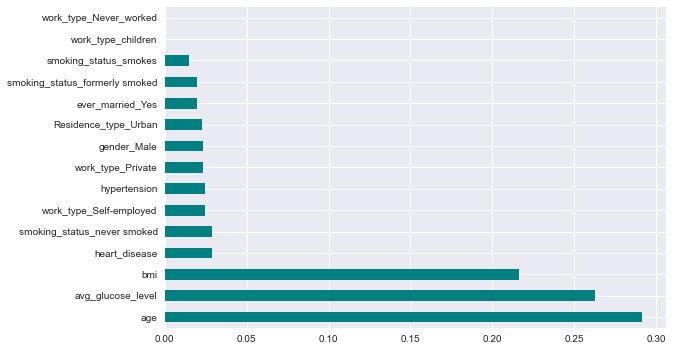 work_type_Never_worked
work_type_children
smoking_status_smokes
smoking_status_formerly smoked
ever_married_Yes
Residence_type_Urban
gender_Male
work_type_Private
hypertension
work_type_Self-employed
smoking_status_never smoked
heart_disease
bmi
avg_glucose_level
age
0.00 0.05 0.10 0.15 0.20 0.25 0.30